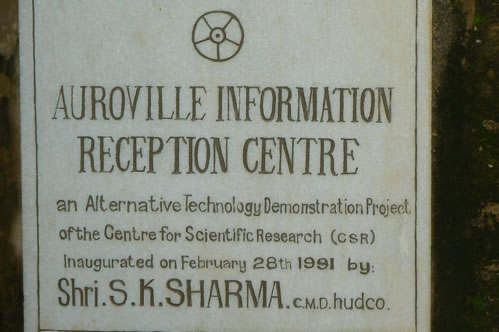 AUROVILLE INFORMATION
RECEPTION CENTRE
an Alternative Technology Demonstration Project
of the Centre for Scientific Research (CSR)
Inaugurated on February 28th 1991 by:
Shri. S. K. SHARMA. C.M.D. hudco.